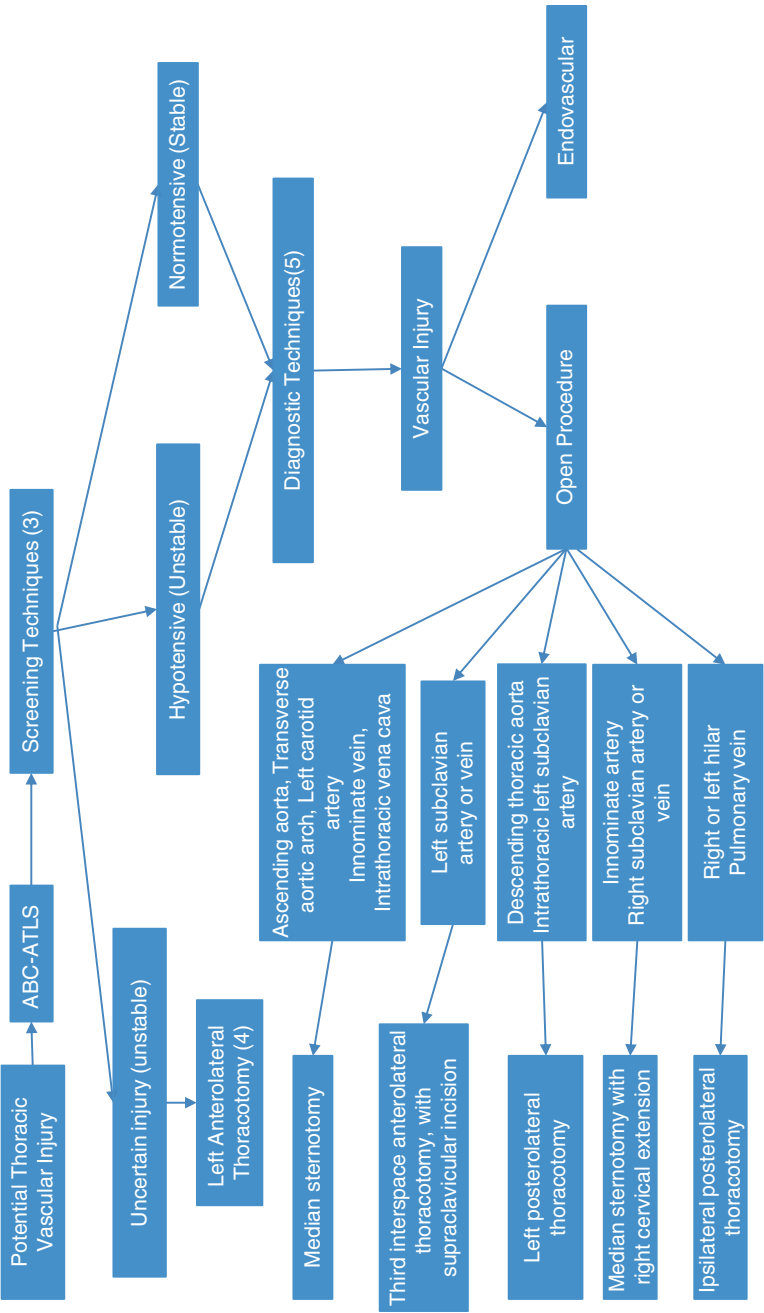 Potential Thoracic
Vascular Injury
ABC-ATLS
Screening Techniques (3)
Uncertain injury (unstable)
Hypotensive (Unstable)
Normotensive (Stable)
Left Anterolateral
Thoracotomy (4)
Diagnostic Techniques(5)
Vascular Injury
Open Procedure
Endovascular
Ascending aorta, Transverse
aortic arch, Left carotid
artery
Innominate vein,
Intrathoracic vena cava
Median sternotomy
Left subclavian
artery or vein
Third interspace anterolateral
thoracotomy, with
supraclavicular incision
Descending thoracic aorta
Intrathoracic left subclavian
artery
Left posterolateral
thoracotomy
Innominate artery
Right subclavian artery or
vein
Median sternotomy with
right cervical extension
Right or left hilar
Pulmonary vein
Ipsilateral posterolateral
thoracotomy